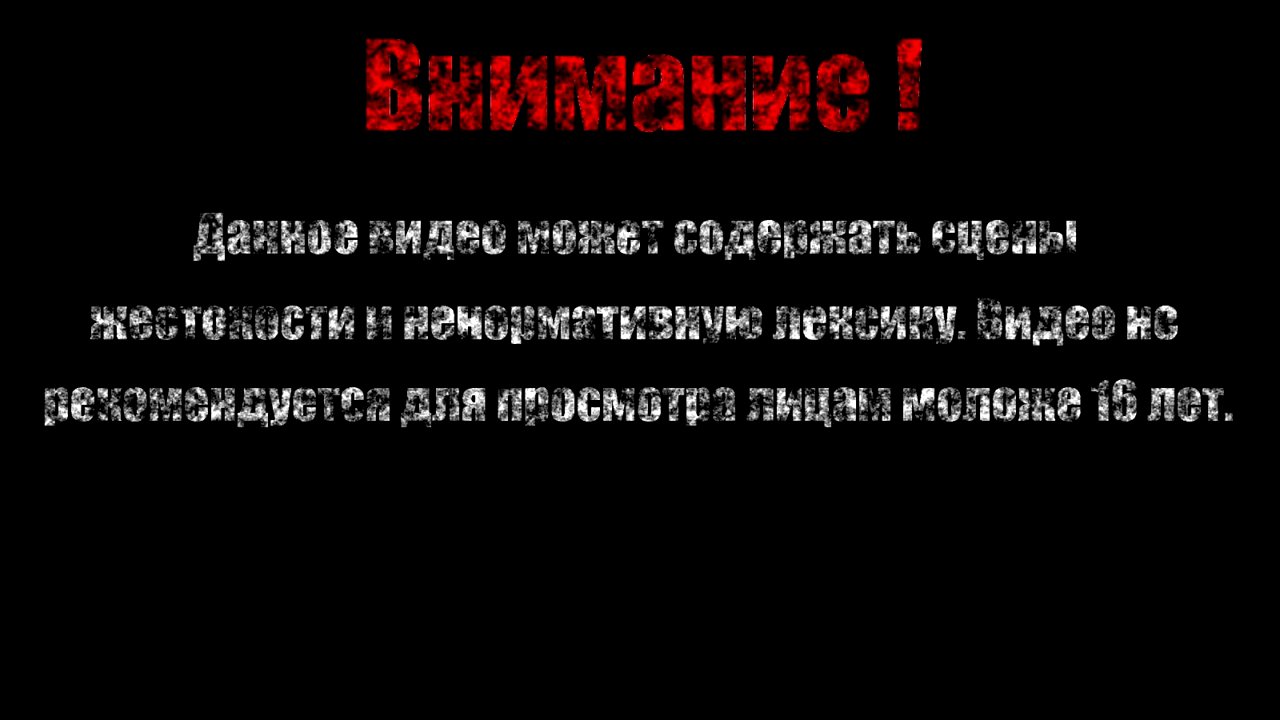 Внимание !
Данное видео может содержать сцены
жестокости и ненормативную лексику. Видео не
рекомендуется для просмотра лицам моложе 16 лет.